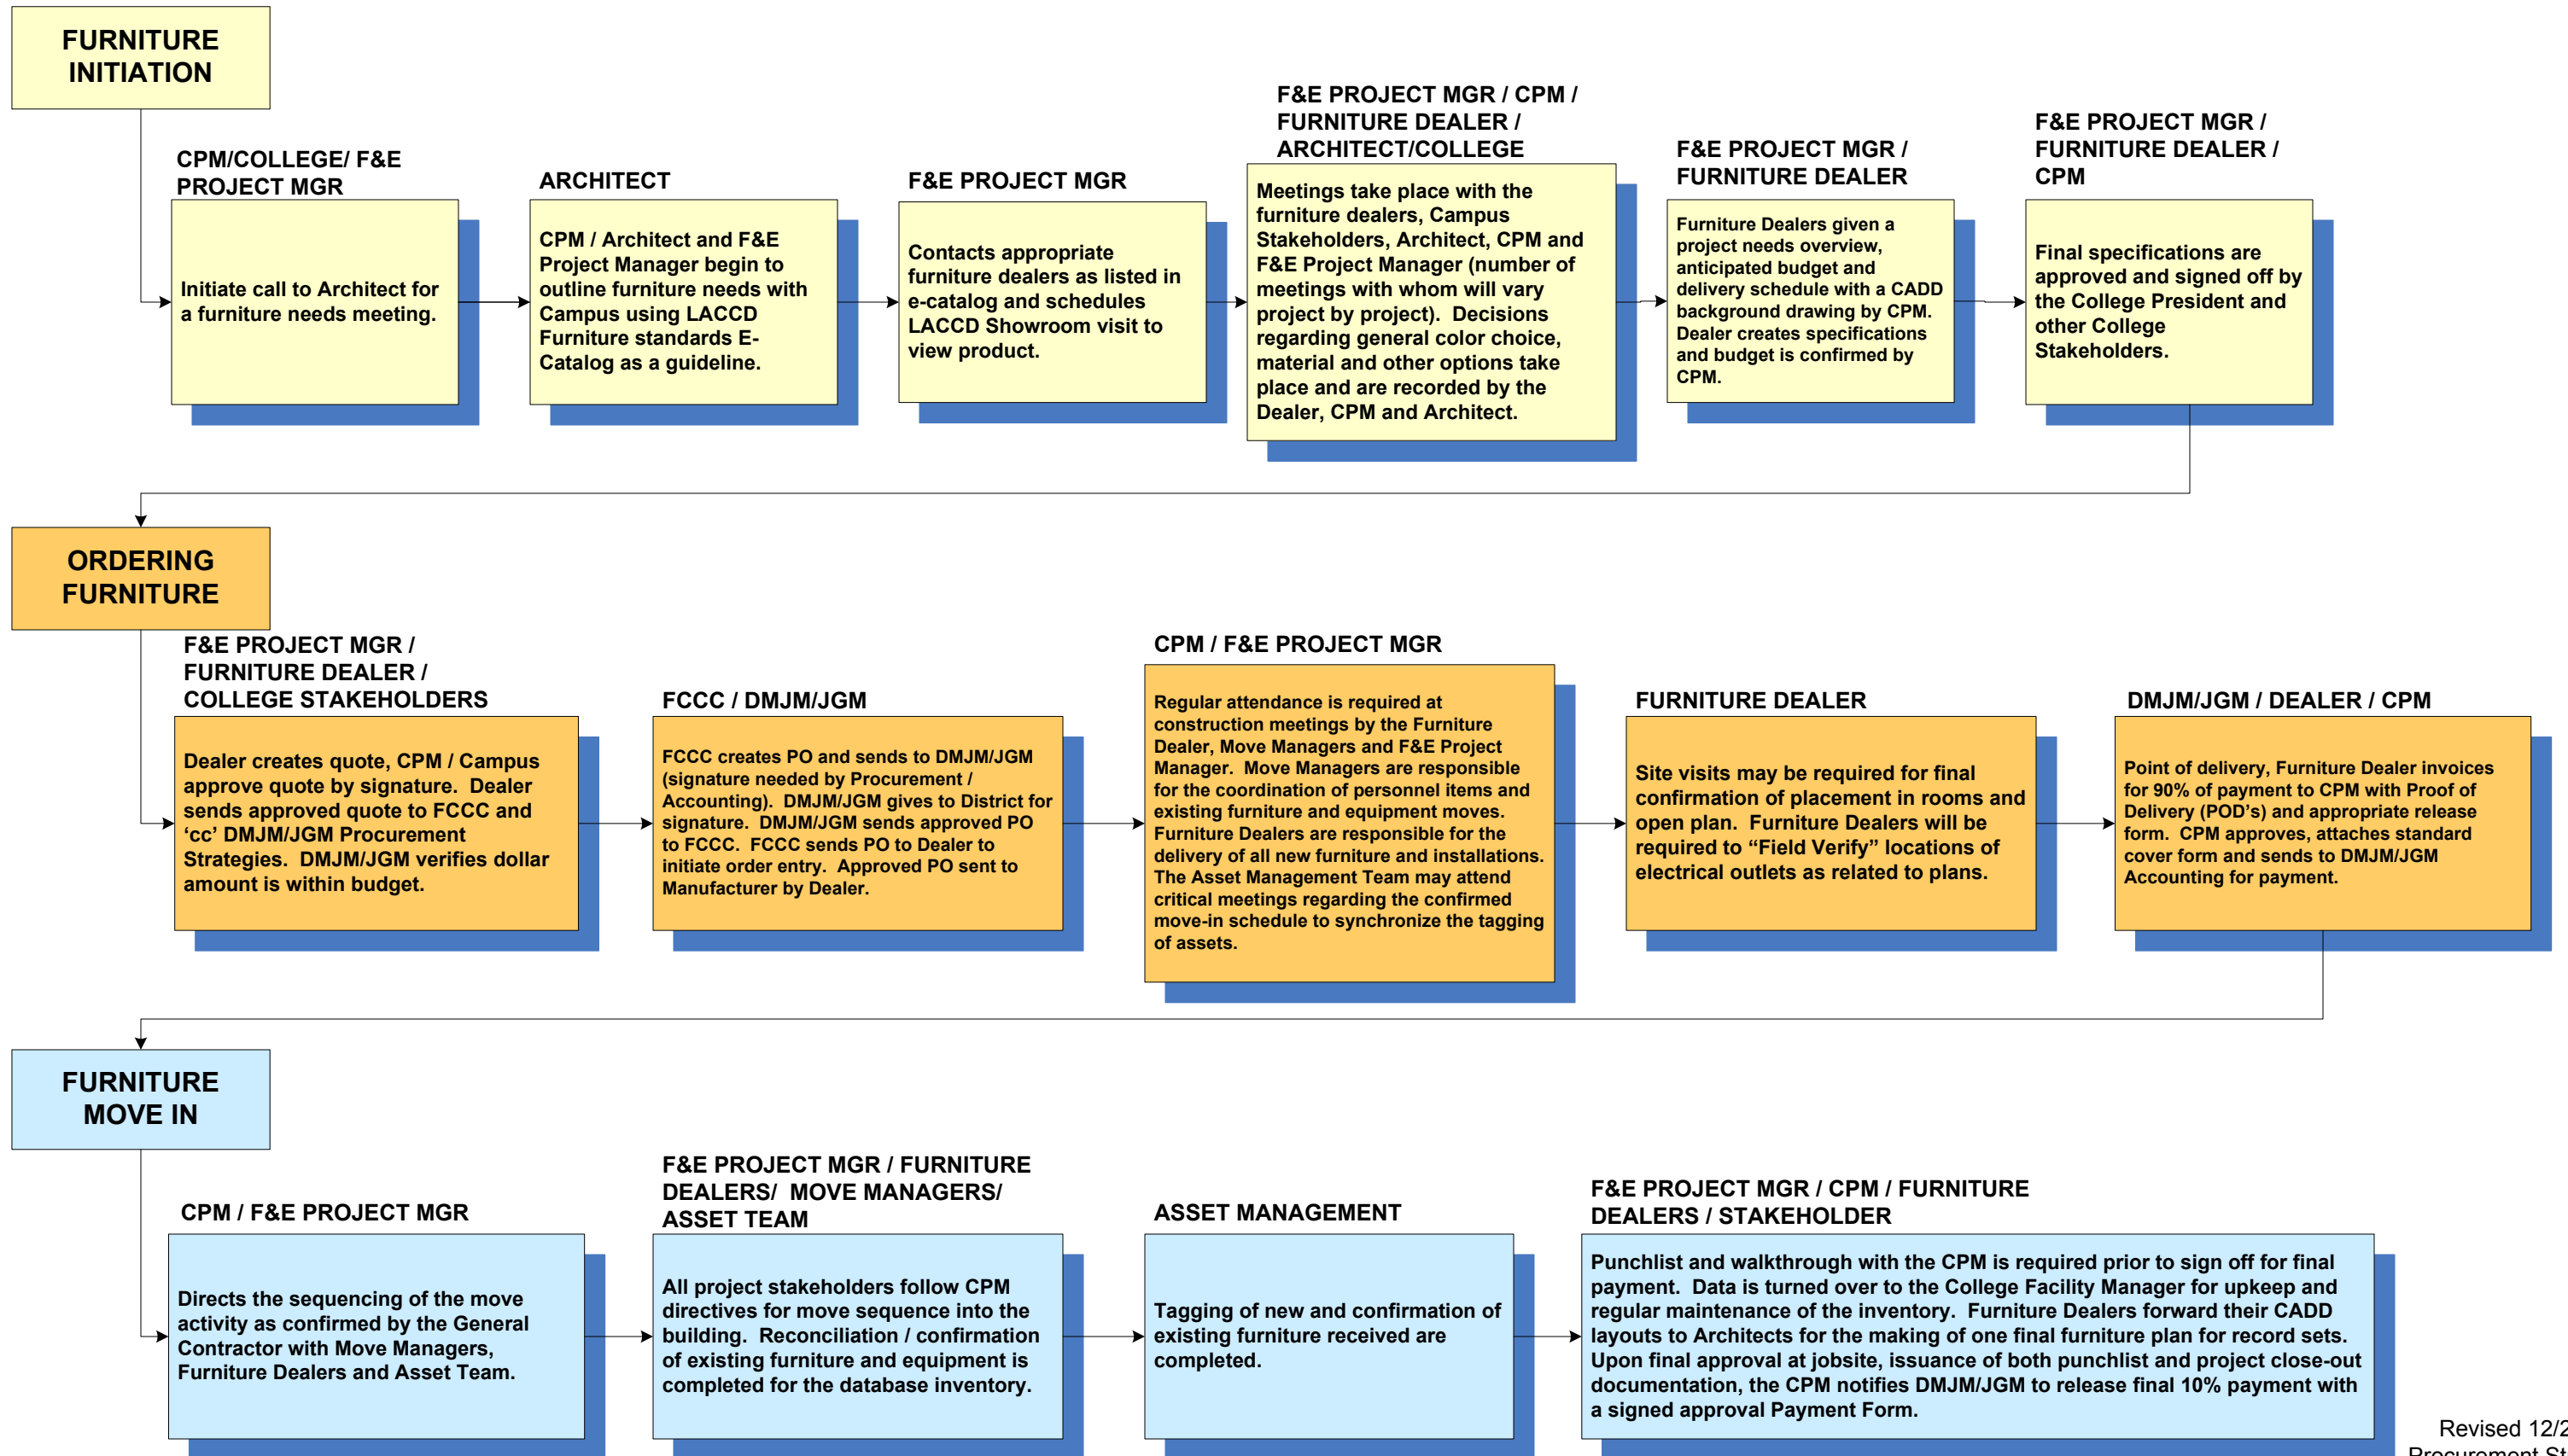 FURNITURE
INITIATION
CPM/COLLEGE/ F&E
PROJECT MGR
Initiate call to Architect for
a furniture needs meeting.
ARCHITECT
CPM / Architect and F&E
Project Manager begin to
outline furniture needs with
Campus using LACCD
Furniture standards E-
Catalog as a guideline.
F&E PROJECT MGR
Contacts appropriate
furniture dealers as listed in
e-catalog and schedules
LACCD Showroom visit to
view product.
F&E PROJECT MGR / CPM /
FURNITURE DEALER /
ARCHITECT/COLLEGE
Meetings take place with the
furniture dealers, Campus
Stakeholders, Architect, CPM and
F&E Project Manager (number of
meetings with whom will vary
project by project).  Decisions
regarding general color choice,
material and other options take
place and are recorded by the
Dealer, CPM and Architect.
F&E PROJECT MGR /
FURNITURE DEALER
Furniture Dealers given a
project needs overview,
anticipated budget and
delivery schedule with a CADD
background drawing by CPM.
Dealer creates specifications
and budget is confirmed by
CPM.
F&E PROJECT MGR /
FURNITURE DEALER /
CPM
Final specifications are
approved and signed off by
the College President and
other College
Stakeholders.
ORDERING
FURNITURE
F&E PROJECT MGR /
FURNITURE DEALER /
COLLEGE STAKEHOLDERS
Dealer creates quote, CPM / Campus
approve quote by signature.  Dealer
sends approved quote to FCCC and
‘cc’ DMJM/JGM Procurement
Strategies.  DMJM/JGM verifies dollar
amount is within budget.
FCCC / DMJM/JGM
FCCC creates PO and sends to DMJM/JGM
(signature needed by Procurement /
Accounting).  DMJM/JGM gives to District for
signature.  DMJM/JGM sends approved PO
to FCCC.  FCCC sends PO to Dealer to
initiate order entry.  Approved PO sent to
Manufacturer by Dealer.
CPM / F&E PROJECT MGR
Regular attendance is required at
construction meetings by the Furniture
Dealer, Move Managers and F&E Project
Manager.  Move Managers are responsible
for the coordination of personnel items and
existing furniture and equipment moves.
Furniture Dealers are responsible for the
delivery of all new furniture and installations.
The Asset Management Team may attend
critical meetings regarding the confirmed
move-in schedule to synchronize the tagging
of assets.
FURNITURE DEALER
Site visits may be required for final
confirmation of placement in rooms and
open plan.  Furniture Dealers will be
required to “Field Verify” locations of
electrical outlets as related to plans.
DMJM/JGM / DEALER / CPM
Point of delivery, Furniture Dealer invoices
for 90% of payment to CPM with Proof of
Delivery (POD’s) and appropriate release
form.  CPM approves, attaches standard
cover form and sends to DMJM/JGM
Accounting for payment.
FURNITURE
MOVE IN
CPM / F&E PROJECT MGR
Directs the sequencing of the move
activity as confirmed by the General
Contractor with Move Managers,
Furniture Dealers and Asset Team.
F&E PROJECT MGR / FURNITURE
DEALERS/  MOVE MANAGERS/
ASSET TEAM
All project stakeholders follow CPM
directives for move sequence into the
building.  Reconciliation / confirmation
of existing furniture and equipment is
completed for the database inventory.
ASSET MANAGEMENT
Tagging of new and confirmation of
existing furniture received are
completed.
F&E PROJECT MGR / CPM / FURNITURE
DEALERS / STAKEHOLDER
Punchlist and walkthrough with the CPM is required prior to sign off for final
payment.  Data is turned over to the College Facility Manager for upkeep and
regular maintenance of the inventory.  Furniture Dealers forward their CADD
layouts to Architects for the making of one final furniture plan for record sets.
Upon final approval at jobsite, issuance of both punchlist and project close-out
documentation, the CPM notifies DMJM/JGM to release final 10% payment with
a signed approval Payment Form.
Revised 12/2
Procurement